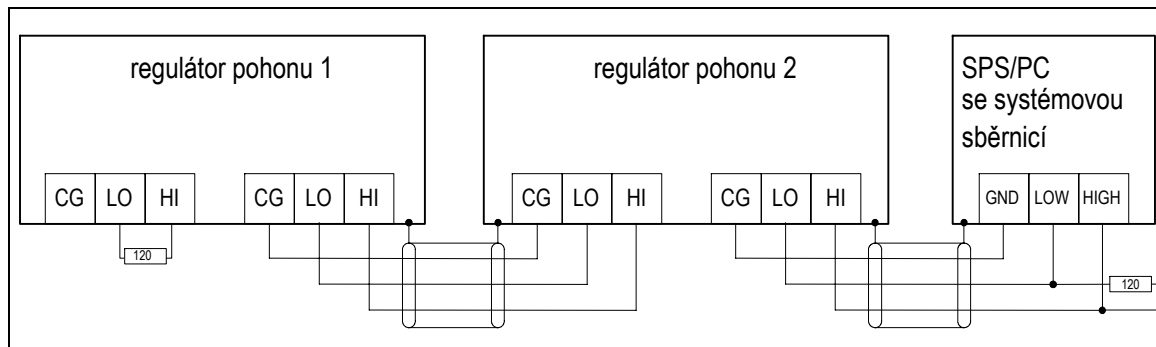 regulátor pohonu 1
regulátor pohonu 2
SPS/PC
se systémovou
sběrnicí
CG LO HI
CG LO HI
CG LO HI
CG LO HI
GND LOW HIGH
120
120